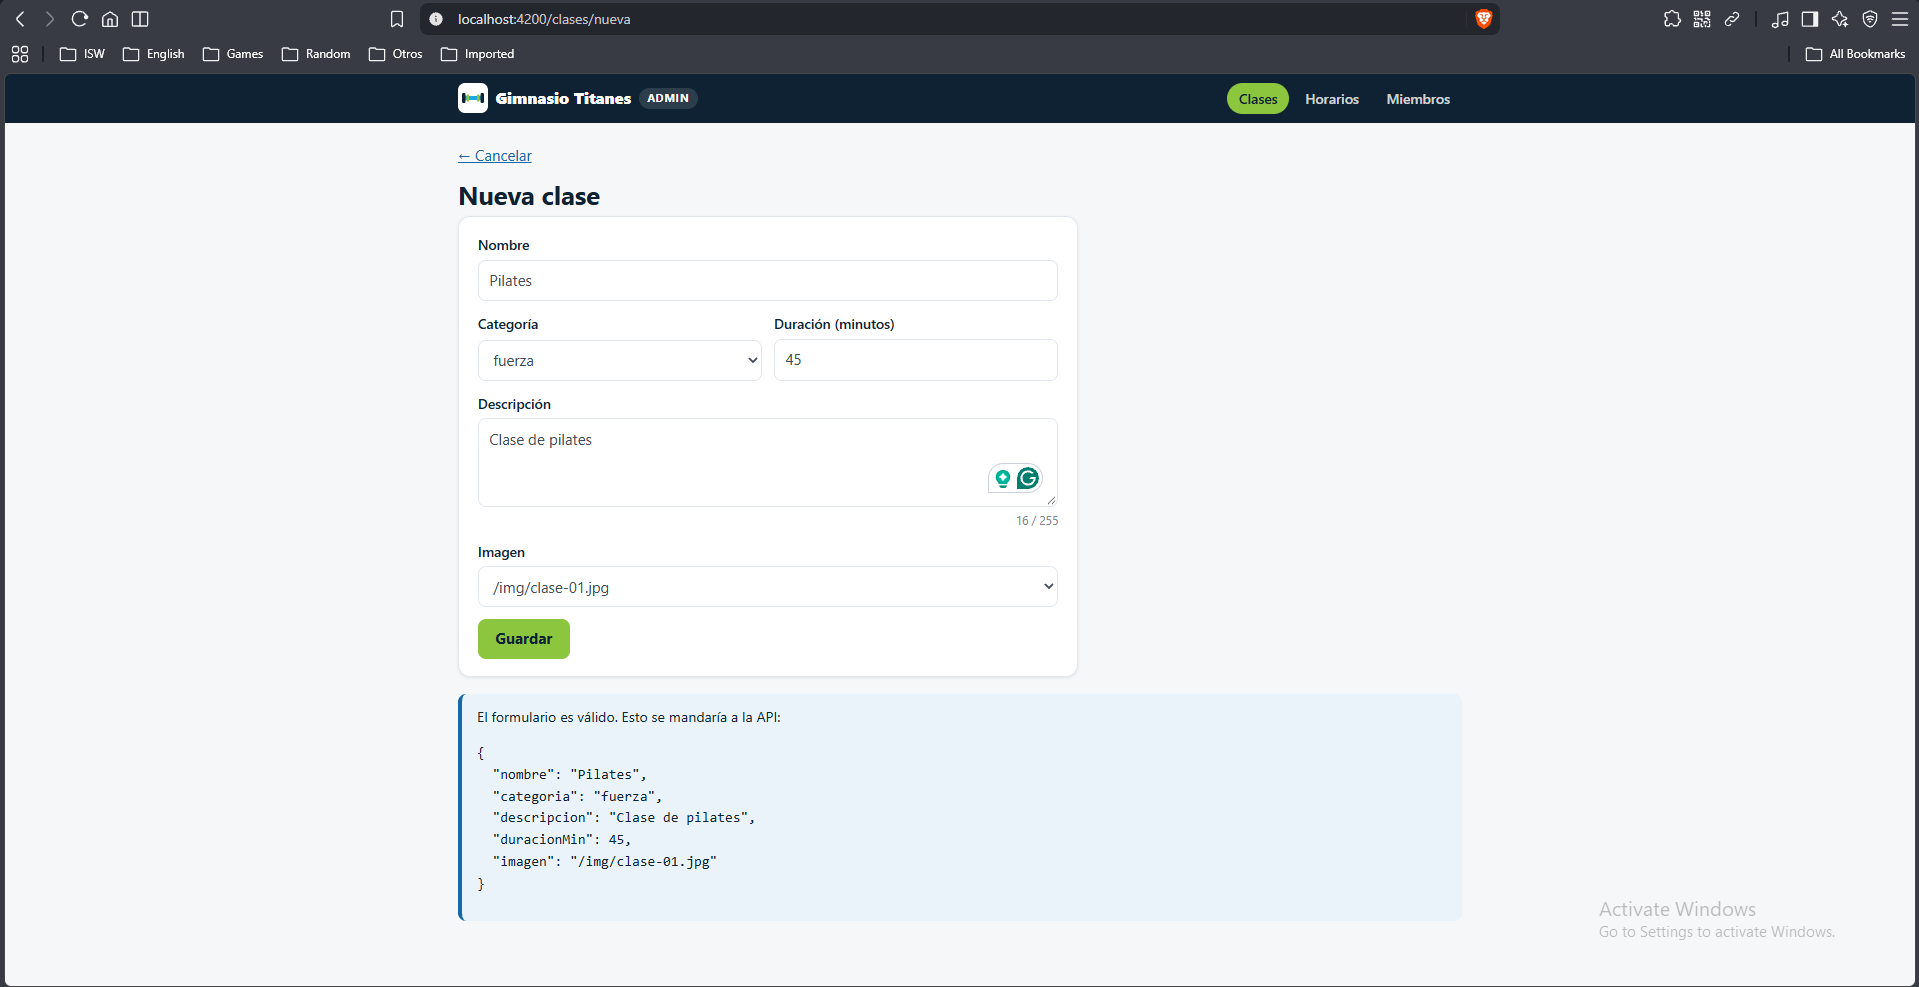 localhost:4200/clases/nueva
ISW English Games Random Otros Imported All Bookmarks
Gimnasio Titanes ADMIN Clases Horarios Miembros
← Cancelar
Nueva clase
Nombre
Pilates
Categoría Duración (minutos)
fuerza 45
Descripción
Clase de pilates
16 / 255
Imagen
/img/clase-01.jpg
Guardar
El formulario es válido. Esto se mandaría a la API:
{
"nombre": "Pilates",
"categoria": "fuerza",
"descripcion": "Clase de pilates",
"duracionMin": 45,
"imagen": "/img/clase-01.jpg"
}
Activate Windows
Go to Settings to activate Windows.